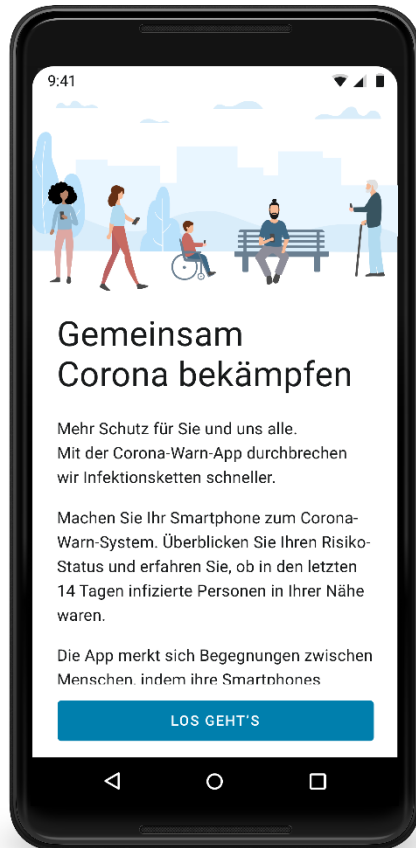 9:41
Gemeinsam
Corona bekämpfen
Mehr Schutz für Sie und uns alle.
Mit der Corona-Warn-App durchbrechen
wir Infektionsketten schneller.
Machen Sie Ihr Smartphone zum Corona-
Warn-System. Überblicken Sie Ihren Risiko-
Status und erfahren Sie, ob in den letzten
14 Tagen infizierte Personen in Ihrer Nähe
waren.
Die App merkt sich Begegnungen zwischen
Menschen, indem ihre Smartphones
LOS GEHT'S